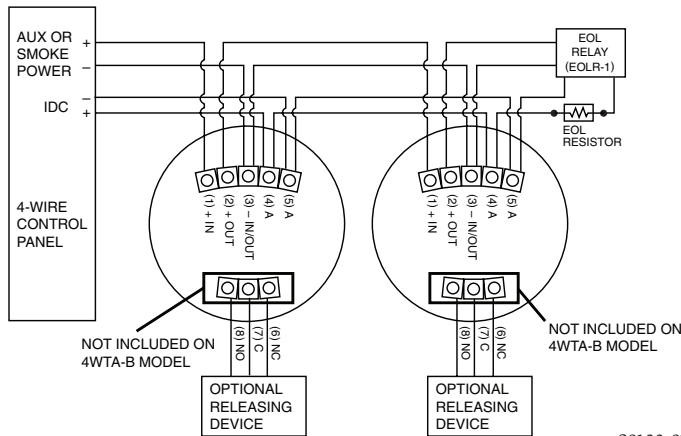 AUX OR
SMOKE
POWER
+
–
–
IDC
+
4-WIRE
CONTROL
PANEL
EOL
RELAY
(EOLR-1)
EOL
RESISTOR
(1) + IN
(2) + OUT
(3) – IN/OUT
(4) A
(5) A
(1) + IN
(2) + OUT
(3) – IN/OUT
(4) A
(5) A
(8) NO
(7) C
(6) NC
(8) NO
(7) C
(6) NC
NOT INCLUDED ON
4WTA-B MODEL
NOT INCLUDED ON
4WTA-B MODEL
OPTIONAL
RELEASING
DEVICE
OPTIONAL
RELEASING
DEVICE